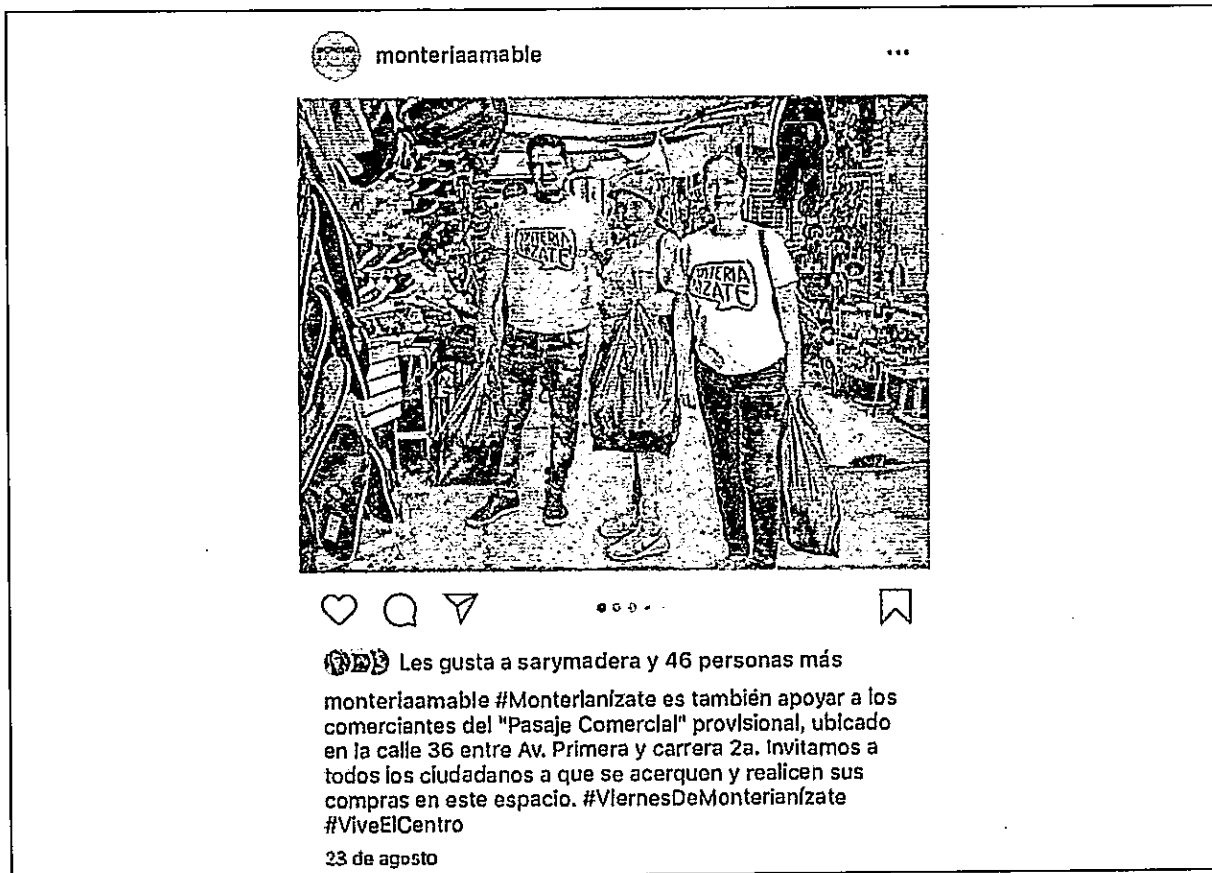 monteriaamable
NTERIA
NIZATE
Les gusta a sarymadera y 46 personas más
monteriaamable #Monterianízate es también apoyar a los
comerciantes del "Pasaje Comercial" provisional, ubicado
en la calle 36 entre Av. Primera y carrera 2a. Invitamos a
todos los ciudadanos a que se acerquen y realicen sus
compras en este espacio. #ViernesDeMonterianízate
#ViveElCentro
23 de agosto